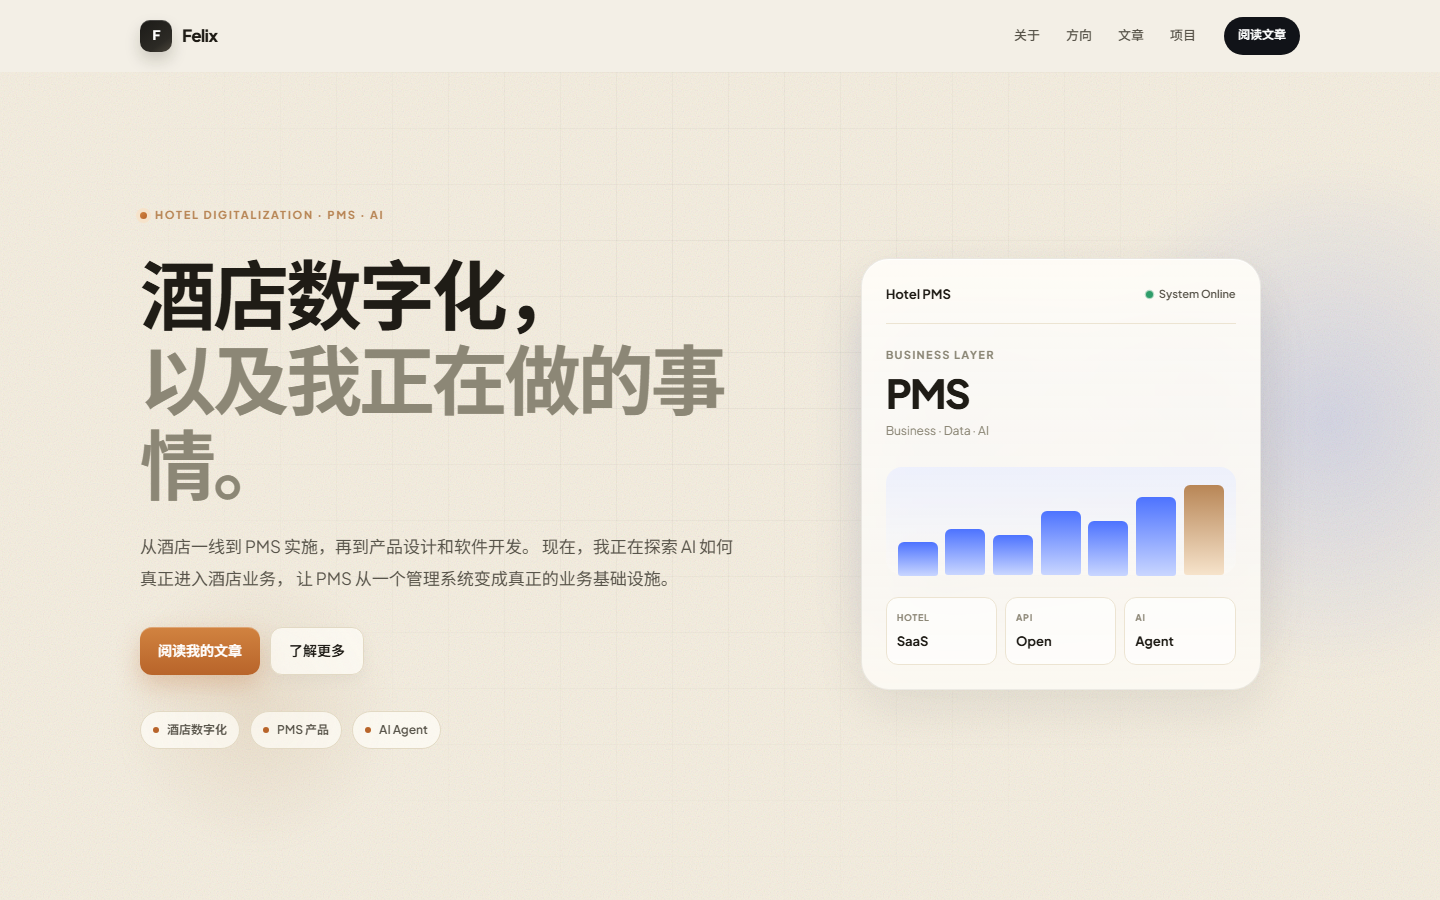 F Felix
关于 方向 文章 项目 阅读文章
HOTEL DIGITALIZATION · PMS · AI
酒店数字化，
以及我正在做的事
情。
从酒店一线到 PMS 实施，再到产品设计和软件开发。 现在，我正在探索 AI 如何
真正进入酒店业务， 让 PMS 从一个管理系统变成真正的业务基础设施。
阅读我的文章 了解更多
酒店数字化 PMS 产品 AI Agent
Hotel PMS System Online
BUSINESS LAYER
PMS
Business · Data · AI
HOTEL
SaaS
API
Open
AI
Agent